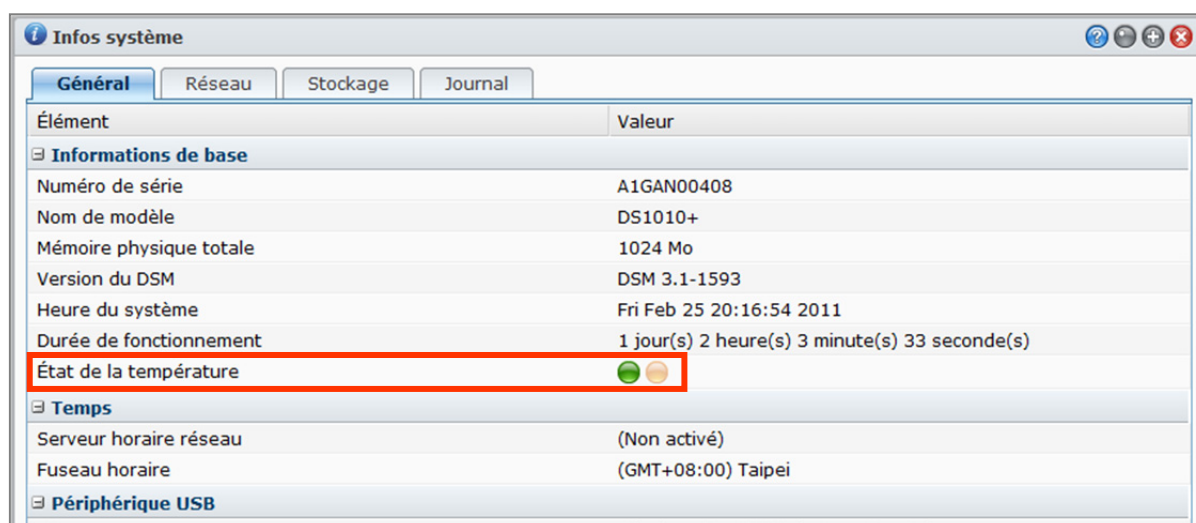 Infos système
Général Réseau Stockage Journal
Élément Valeur
Informations de base
Numéro de série A1GAN00408
Nom de modèle DS1010+
Mémoire physique totale 1024 Mo
Version du DSM DSM 3.1-1593
Heure du système Fri Feb 25 20:16:54 2011
Durée de fonctionnement 1 jour(s) 2 heure(s) 3 minute(s) 33 seconde(s)
État de la température
Temps
Serveur horaire réseau (Non activé)
Fuseau horaire (GMT+08:00) Taipei
Périphérique USB